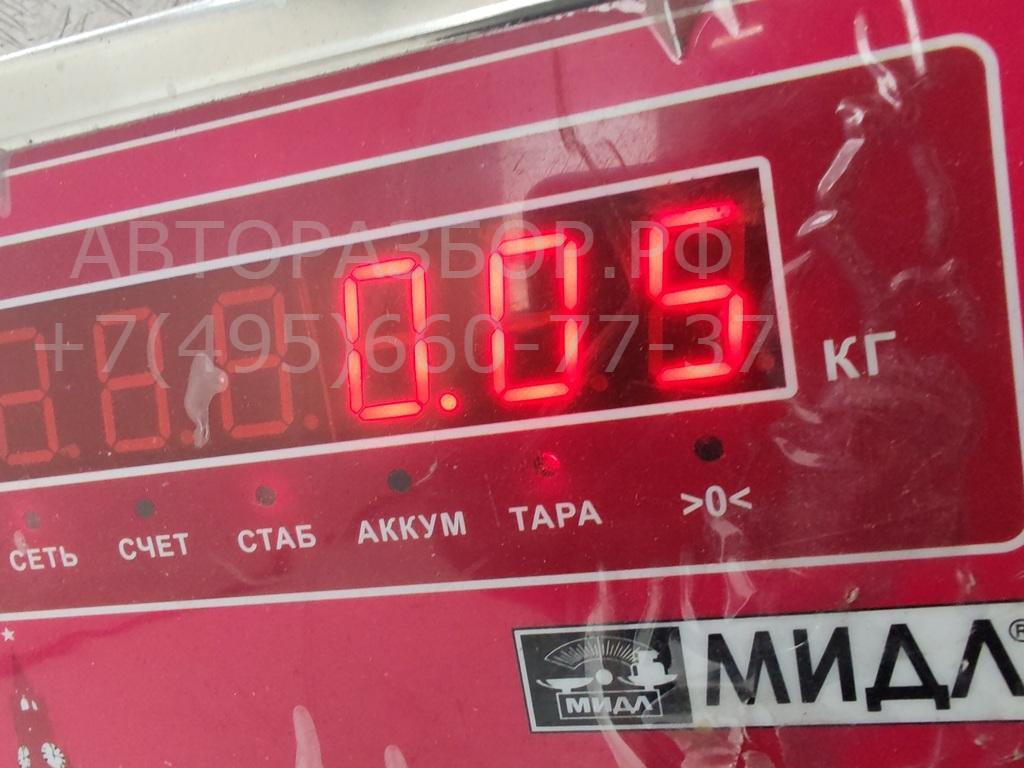 АВТОРАЗБОР.РФ
+7(495)660-77-37
0.05
КГ
СЕТЬ СЧЕТ СТАБ АККУМ ТАРА >0<
МИДЛ МИДЛ®